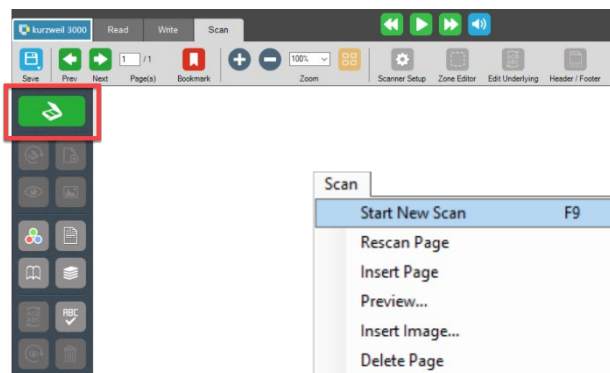 kurzweil 3000 Read Write Scan
1 /1 100%
Save Prev Next Page(s) Bookmark Zoom Scanner Setup Zone Editor Edit Underlying Header / Footer
Scan
Start New Scan F9
Rescan Page
Insert Page
Preview...
Insert Image...
ABC
Delete Page